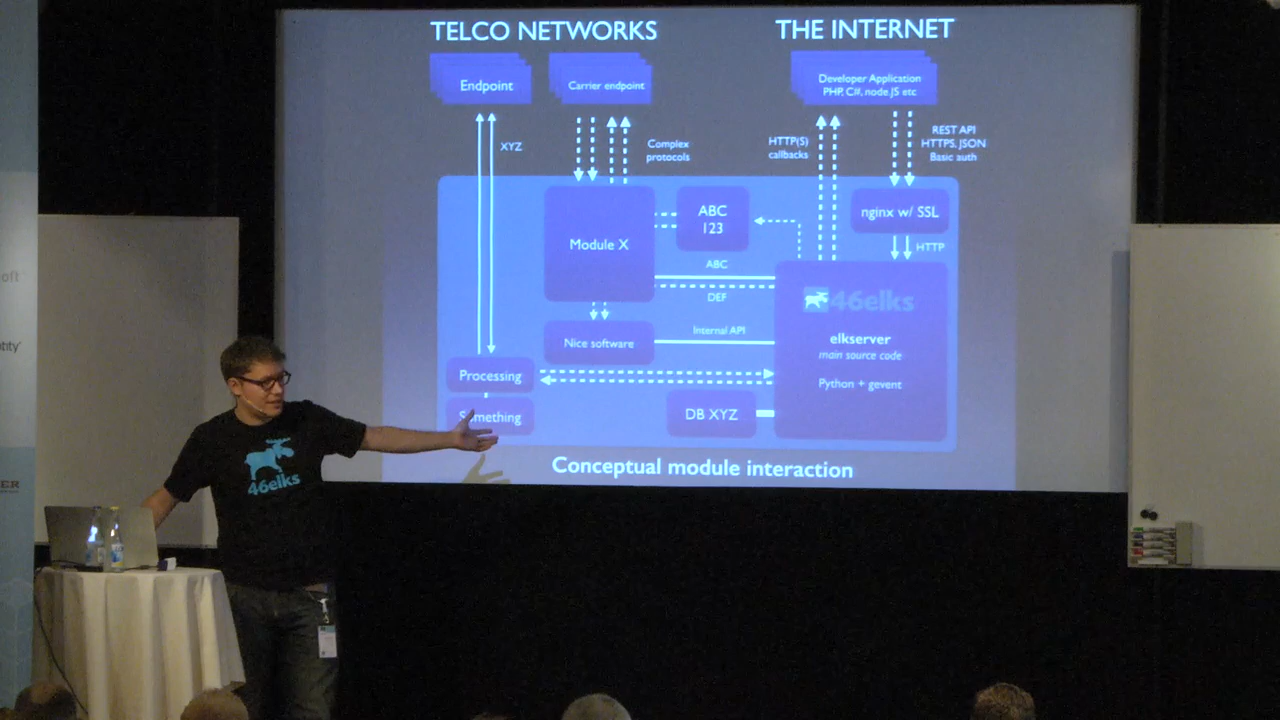 TELCO NETWORKS
THE INTERNET
Endpoint
Carrier endpoint
Developer Application
PHP, C#, node.JS etc
XYZ
Complex
protocols
HTTP(S)
callbacks
REST API
HTTPS, JSON
Basic auth
Module X
ABC
123
nginx w/ SSL
HTTP
ABC
DEF
46elks
elkserver
main source code
Python + gevent
Nice software
Internal API
Processing
Something
DB XYZ
Conceptual module interaction
46elks